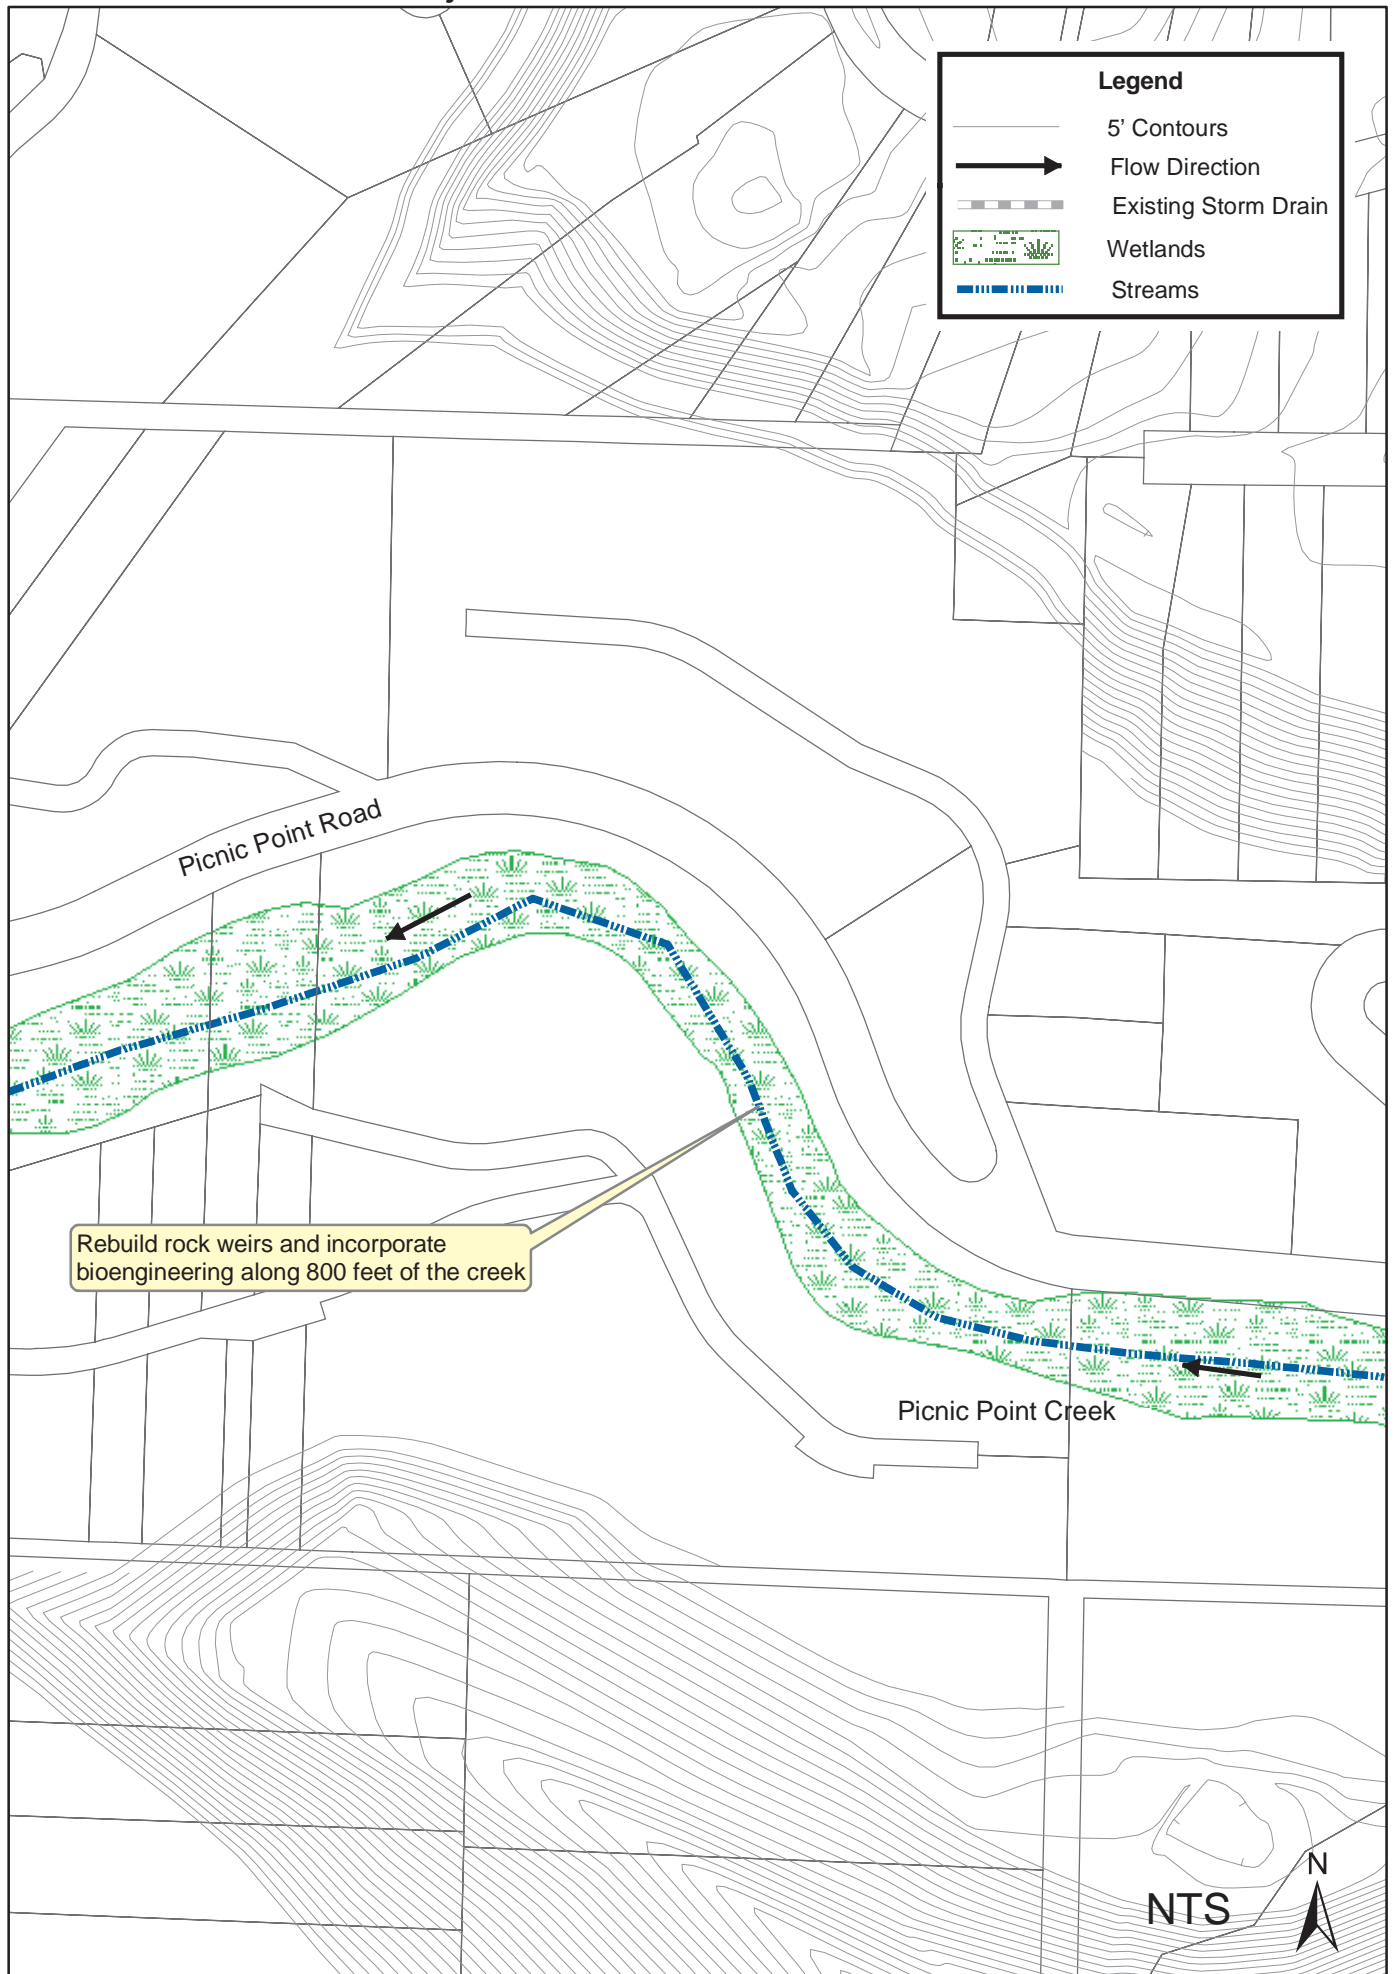 Legend
5' Contours
Flow Direction
Existing Storm Drain
Wetlands
Streams
Picnic Point Road
Rebuild rock weirs and incorporate
bioengineering along 800 feet of the creek
Picnic Point Creek
N
NTS